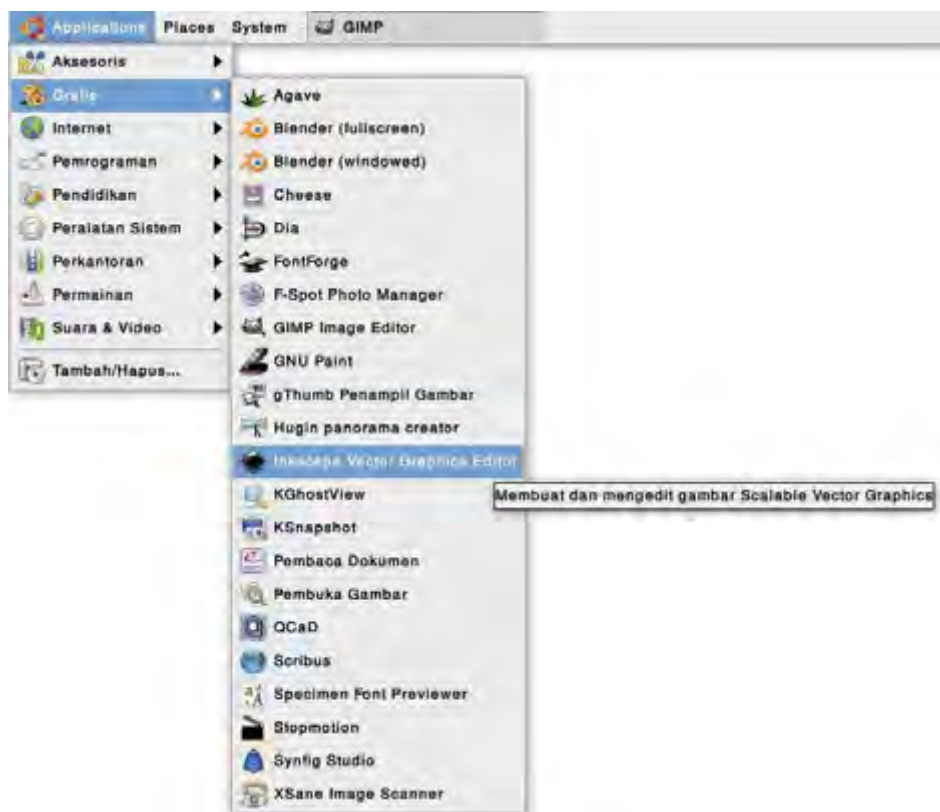 Applications Places System GIMP
Aksesoris
Grafis
Internet
Pemrograman
Pendidikan
Peralatan Sistem
Perkantoran
Permainan
Suara & Video
Tambah/Hapus...
Agave
Blender (fullscreen)
Blender (windowed)
Cheese
Dia
FontForge
F-Spot Photo Manager
GIMP Image Editor
GNU Paint
gThumb Penampil Gambar
Hugin panorama creator
Inkscape Vector Graphics Editor
Membuat dan mengedit gambar Scalable Vector Graphics
KGhostView
KSnapshot
Pembaca Dokumen
Pembuka Gambar
QCaD
Scribus
Specimen Font Previewer
Stopmotion
Synfig Studio
XSane Image Scanner